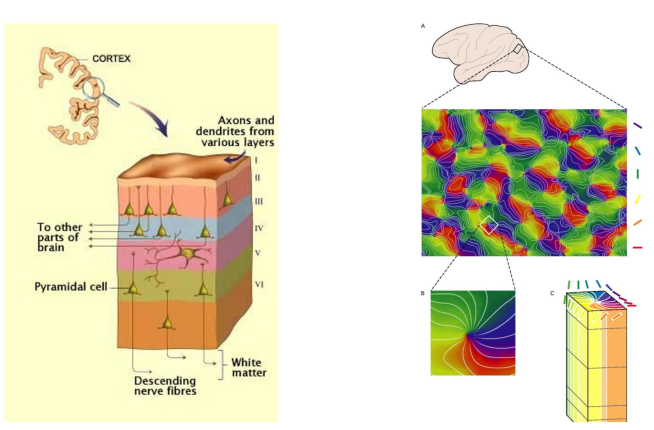 CORTEX
Axons and
dendrites from
various layers
I
II
III
IV
V
VI
To other
parts of
brain
Pyramidal cell
White
matter
Descending
nerve fibres
A
B
C